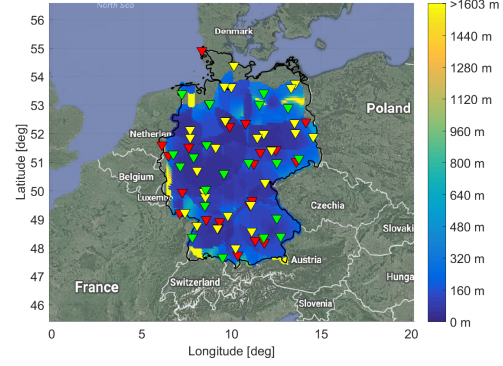 North Sea
Denmark
Poland
Netherlan
Belgium
Luxemb
Czechia
Slovaki
France
Austria
Switzerland
Hunga
Slovenia
56
55
54
53
52
51
50
49
48
47
46
Latitude [deg]
0
5
10
15
20
Longitude [deg]
>1603 m
1440 m
1280 m
1120 m
960 m
800 m
640 m
480 m
320 m
160 m
0 m